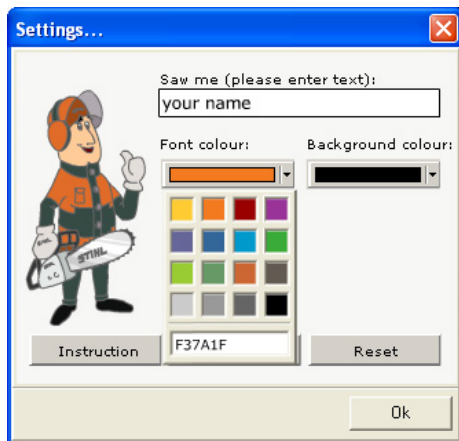 Settings...
Saw me (please enter text):
your name
Font colour:
Background colour:
STIHL
F37A1F
Instruction
Reset
Ok